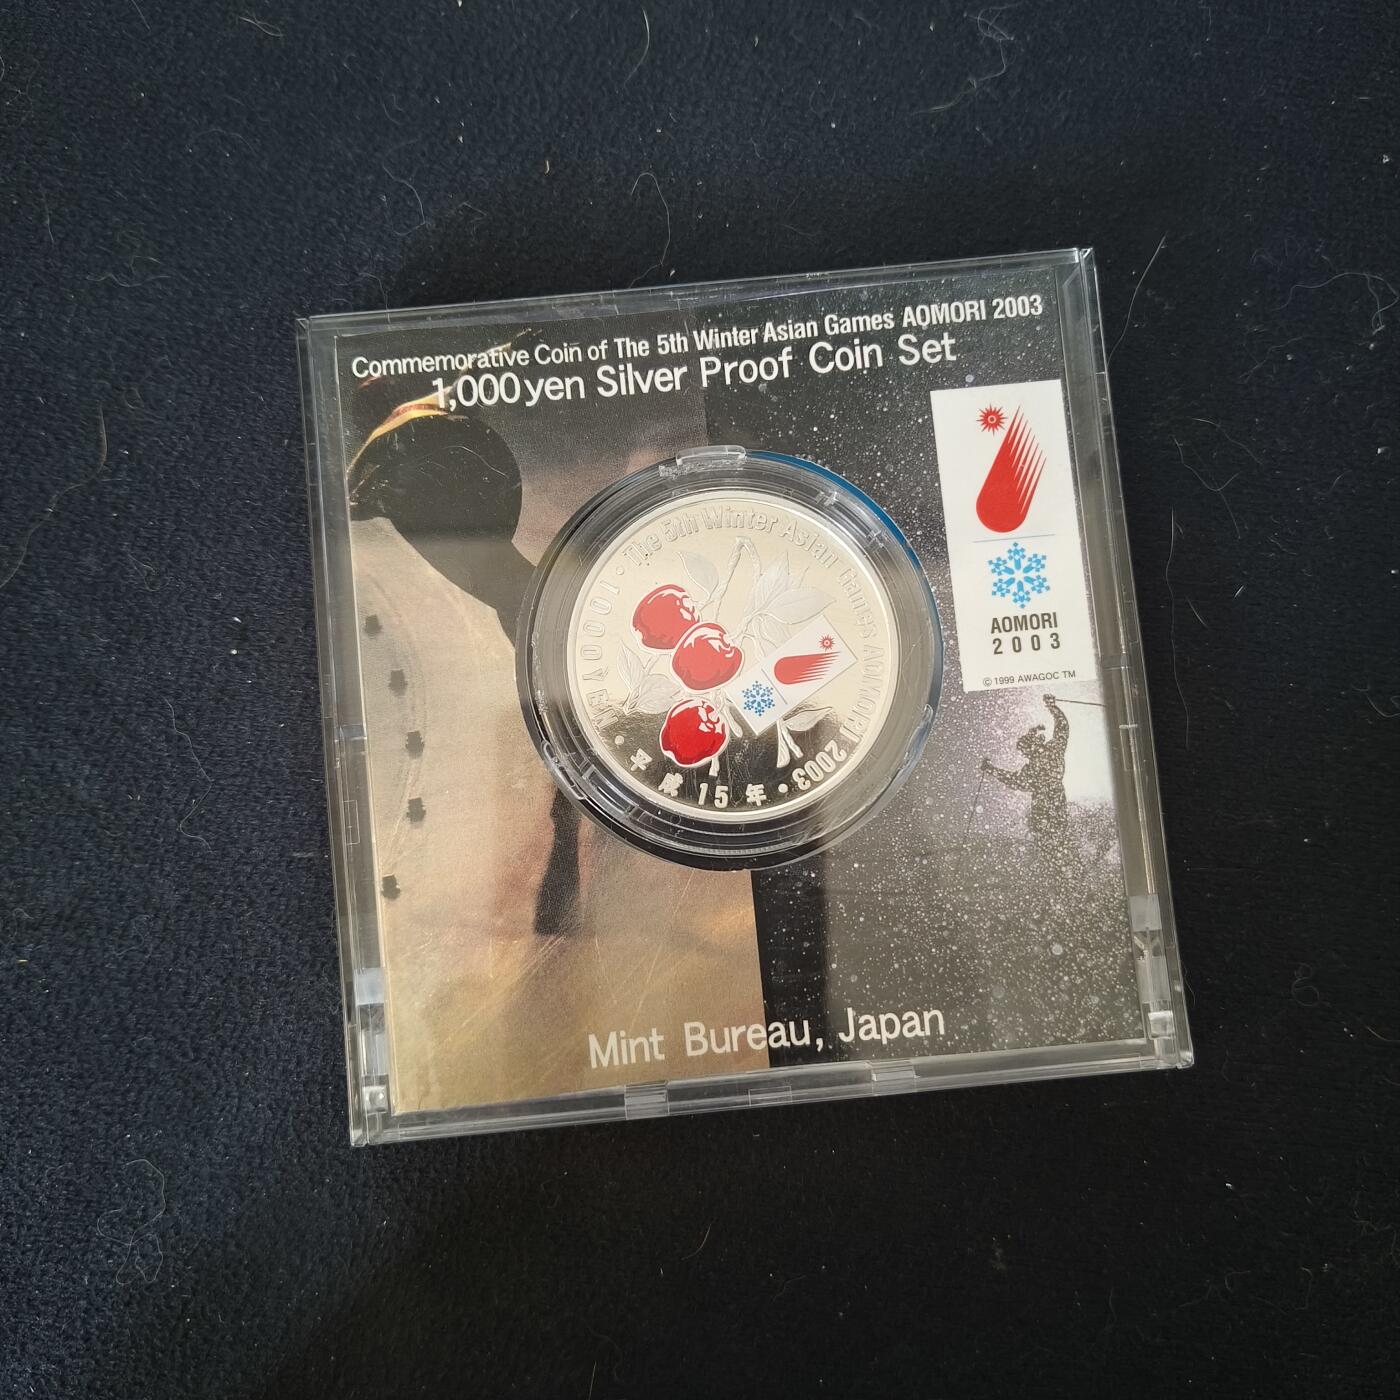 Commemorative Coin of The 5th Winter Asian Games AOMORI 2003
1,000yen Silver Proof Coin Set
AOMORI
2003
© 1999 AWAGOC TM
1000YEN・The 5th Winter Asian Games AOMORI 2003・
平成15年
Mint Bureau, Japan